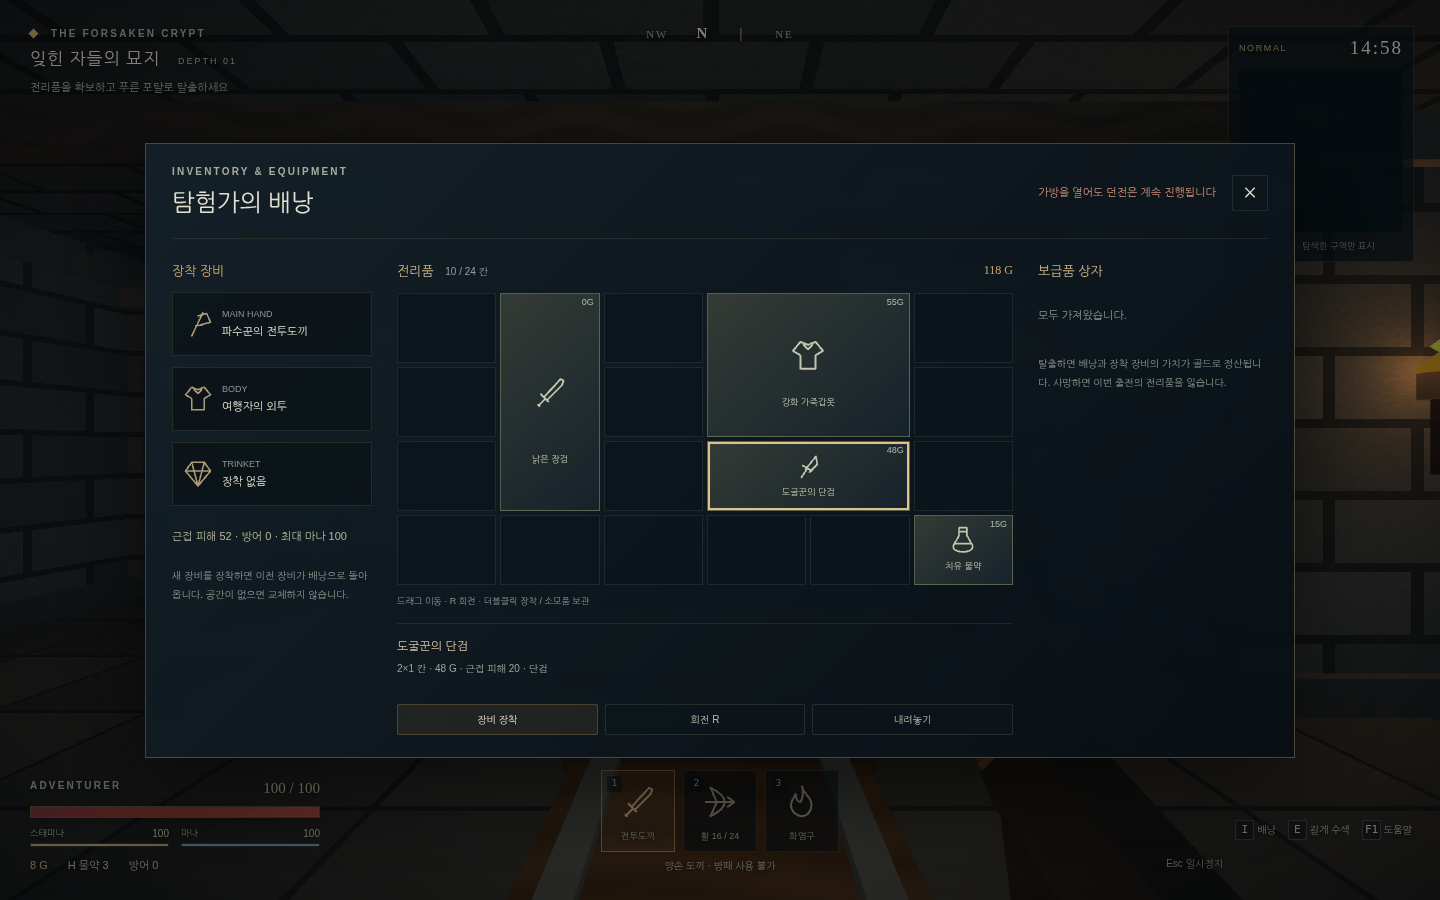 THE FORSAKEN CRYPT
잊힌 자들의 묘지 DEPTH 01
전리품을 확보하고 푸른 포탈로 탈출하세요
NW N | NE
NORMAL 14:58
· 탐색한 구역만 표시
INVENTORY & EQUIPMENT
탐험가의 배낭
가방을 열어도 던전은 계속 진행됩니다
장착 장비
MAIN HAND
파수꾼의 전투도끼
BODY
여행자의 외투
TRINKET
장착 없음
근접 피해 52 · 방어 0 · 최대 마나 100
새 장비를 장착하면 이전 장비가 배낭으로 돌아
옵니다. 공간이 없으면 교체하지 않습니다.
전리품 10 / 24 칸 118 G
0G
낡은 장검
55G
강화 가죽갑옷
48G
도굴꾼의 단검
15G
치유 물약
드래그 이동 · R 회전 · 더블클릭 장착 / 소모품 보관
도굴꾼의 단검
2×1 칸 · 48 G · 근접 피해 20 · 단검
장비 장착
회전 R
내려놓기
보급품 상자
모두 가져왔습니다.
탈출하면 배낭과 장착 장비의 가치가 골드로 정산됩니
다. 사망하면 이번 출전의 전리품을 잃습니다.
ADVENTURER 100 / 100
스태미나 100 마나 100
8 G H 물약 3 방어 0
1
전투도끼
2
활 16 / 24
3
화염구
양손 도끼 · 방패 사용 불가
I 배낭 E 길게 수색 F1 도움말
Esc 일시정지